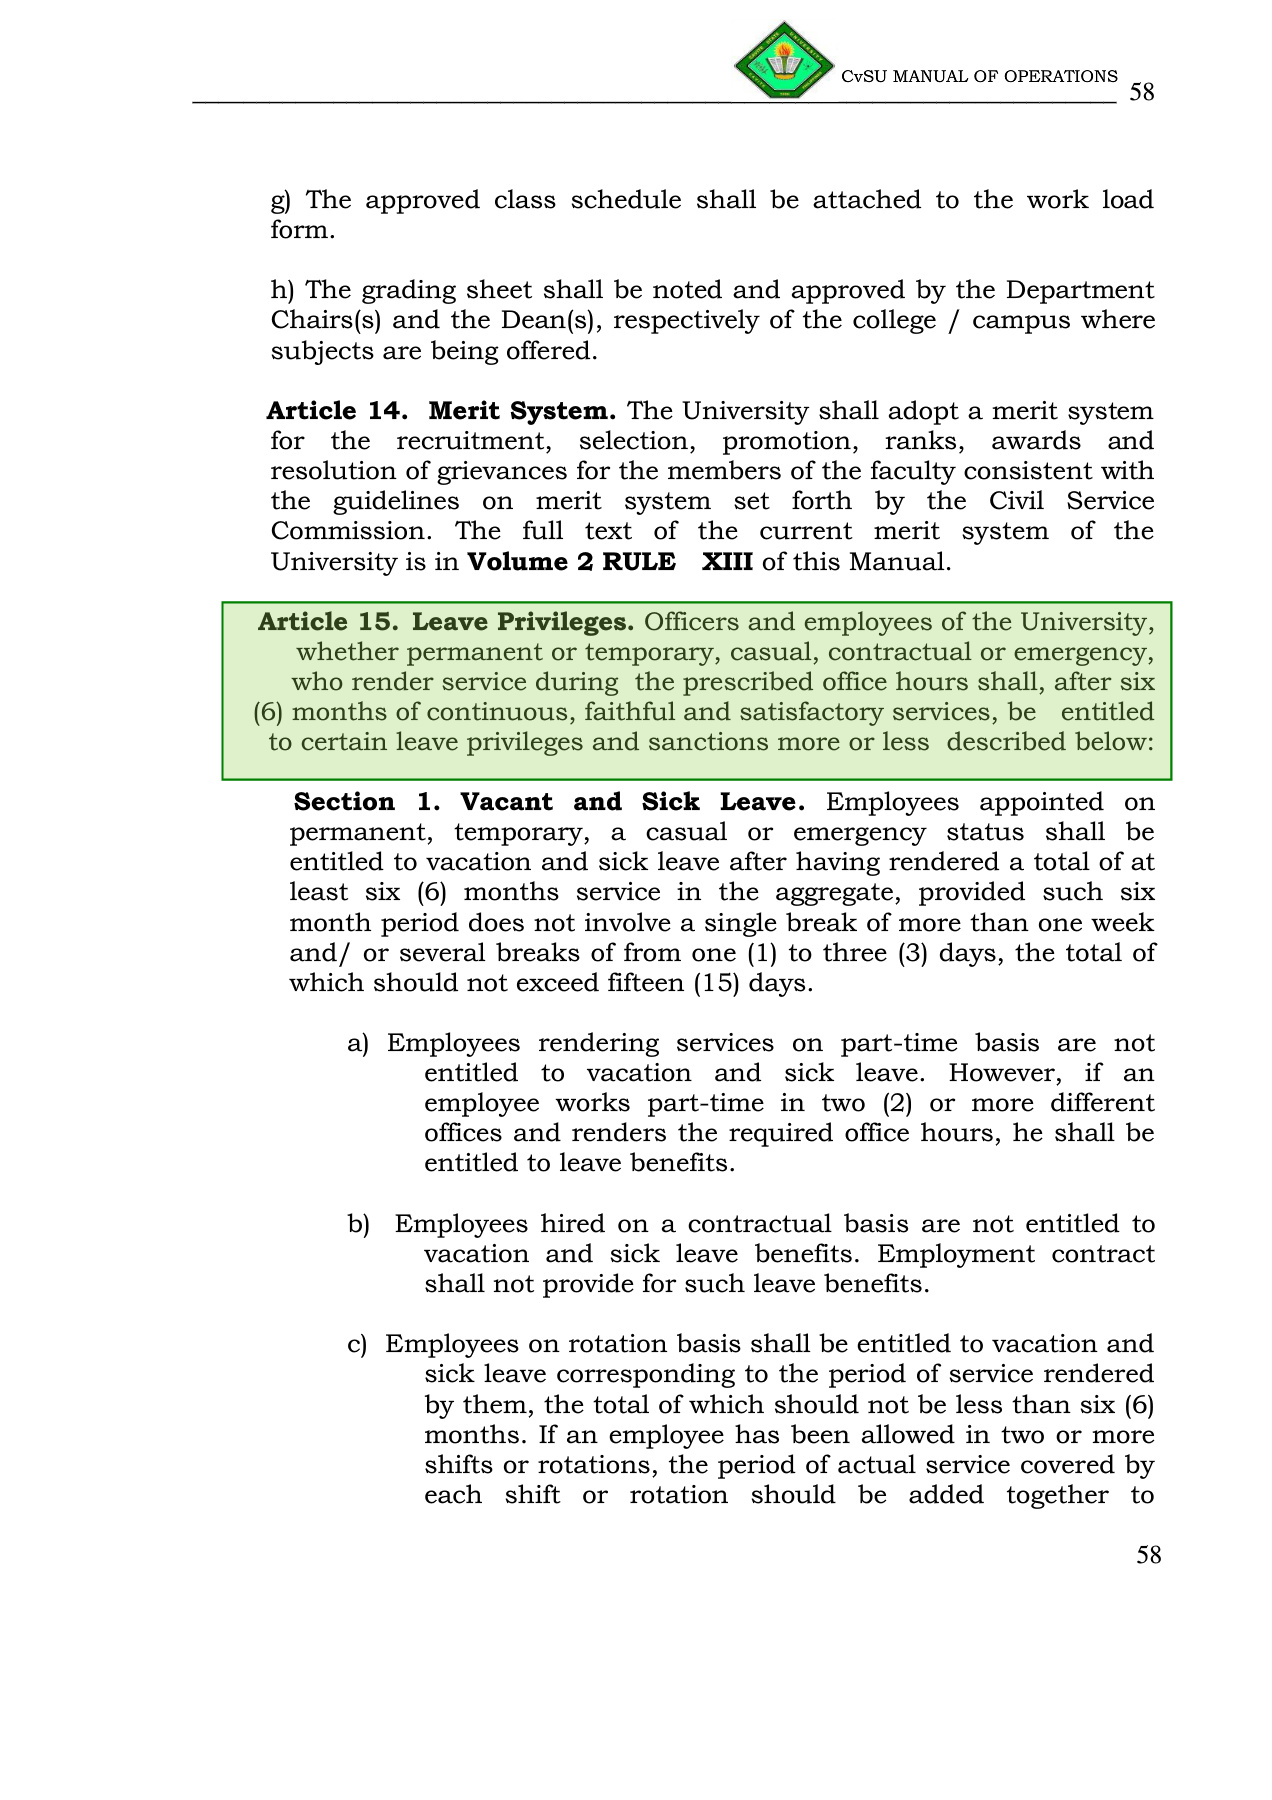 CvSU MANUAL OF OPERATIONS
58
g) The approved class schedule shall be attached to the work load
form.
h) The grading sheet shall be noted and approved by the Department
Chairs(s) and the Dean(s), respectively of the college / campus where
subjects are being offered.
Article 14. Merit System. The University shall adopt a merit system
for the recruitment, selection, promotion, ranks, awards and
resolution of grievances for the members of the faculty consistent with
the guidelines on merit system set forth by the Civil Service
Commission. The full text of the current merit system of the
University is in Volume 2 RULE XIII of this Manual.
Article 15. Leave Privileges. Officers and employees of the University,
whether permanent or temporary, casual, contractual or emergency,
who render service during the prescribed office hours shall, after six
(6) months of continuous, faithful and satisfactory services, be entitled
to certain leave privileges and sanctions more or less described below:
Section 1. Vacant and Sick Leave. Employees appointed on
permanent, temporary, a casual or emergency status shall be
entitled to vacation and sick leave after having rendered a total of at
least six (6) months service in the aggregate, provided such six
month period does not involve a single break of more than one week
and/ or several breaks of from one (1) to three (3) days, the total of
which should not exceed fifteen (15) days.
a) Employees rendering services on part-time basis are not
entitled to vacation and sick leave. However, if an
employee works part-time in two (2) or more different
offices and renders the required office hours, he shall be
entitled to leave benefits.
b) Employees hired on a contractual basis are not entitled to
vacation and sick leave benefits. Employment contract
shall not provide for such leave benefits.
c) Employees on rotation basis shall be entitled to vacation and
sick leave corresponding to the period of service rendered
by them, the total of which should not be less than six (6)
months. If an employee has been allowed in two or more
shifts or rotations, the period of actual service covered by
each shift or rotation should be added together to
58